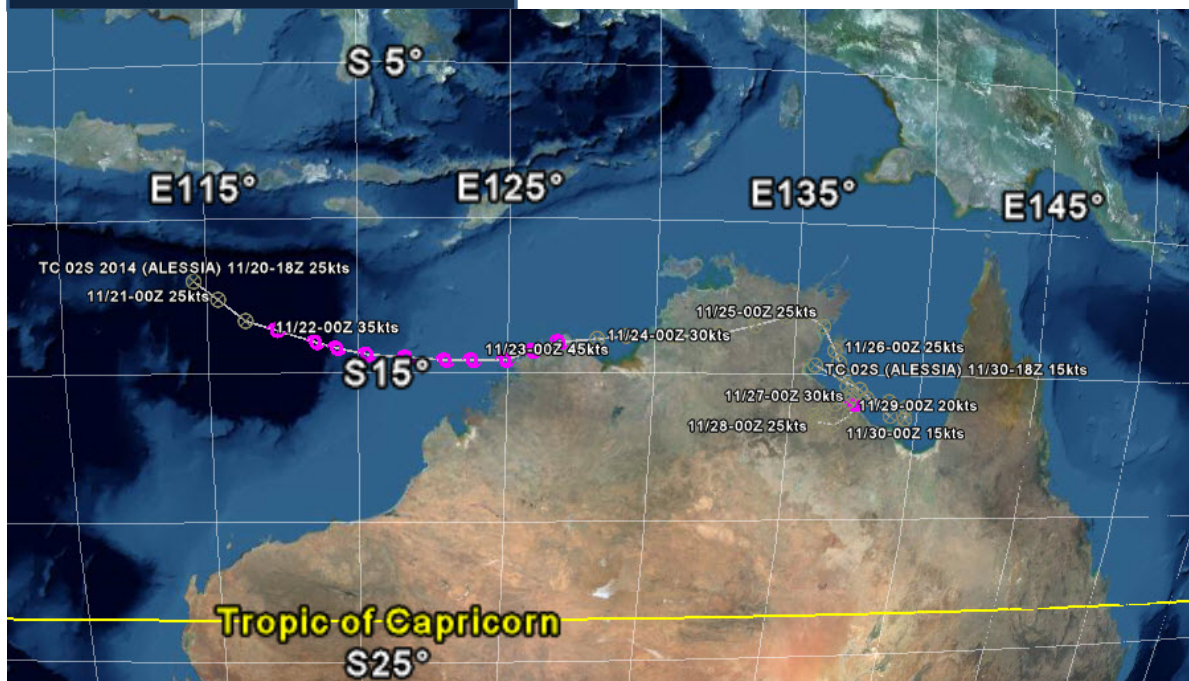 S 5°
E115°
E125°
E135°
E145°
TC 02S 2014 (ALESSIA) 11/20-18Z 25kts
11/21-00Z 25kts
11/22-00Z 35kts
11/23-00Z 45kts
11/24-00Z 30kts
11/25-00Z 25kts
11/26-00Z 25kts
TC 02S (ALESSIA) 11/30-18Z 15kts
S15°
11/27-00Z 30kts
11/29-00Z 20kts
11/28-00Z 25kts
11/30-00Z 15kts
Tropic of Capricorn
S25°